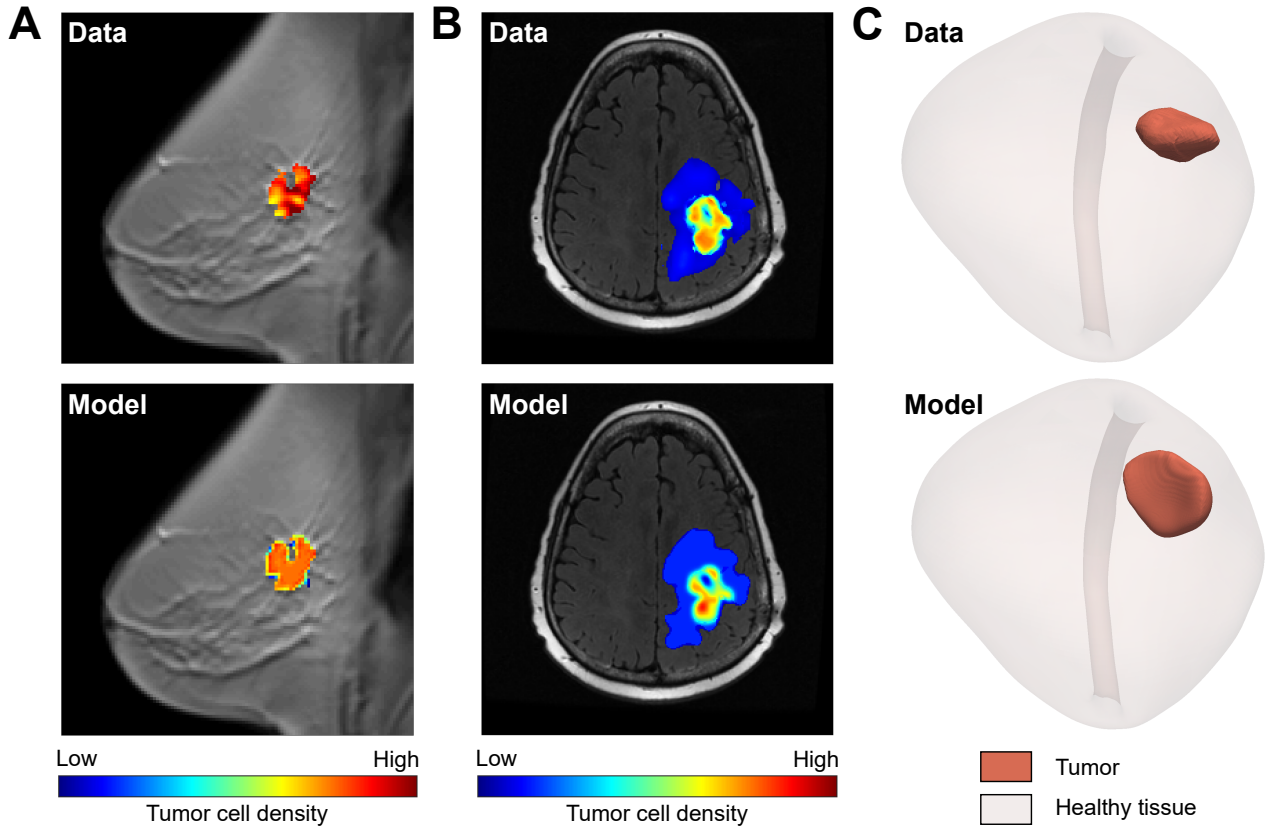 A
Data
B
Data
C
Data
Model
Model
Model
Low
High
Tumor cell density
Low
High
Tumor cell density
Tumor
Healthy tissue